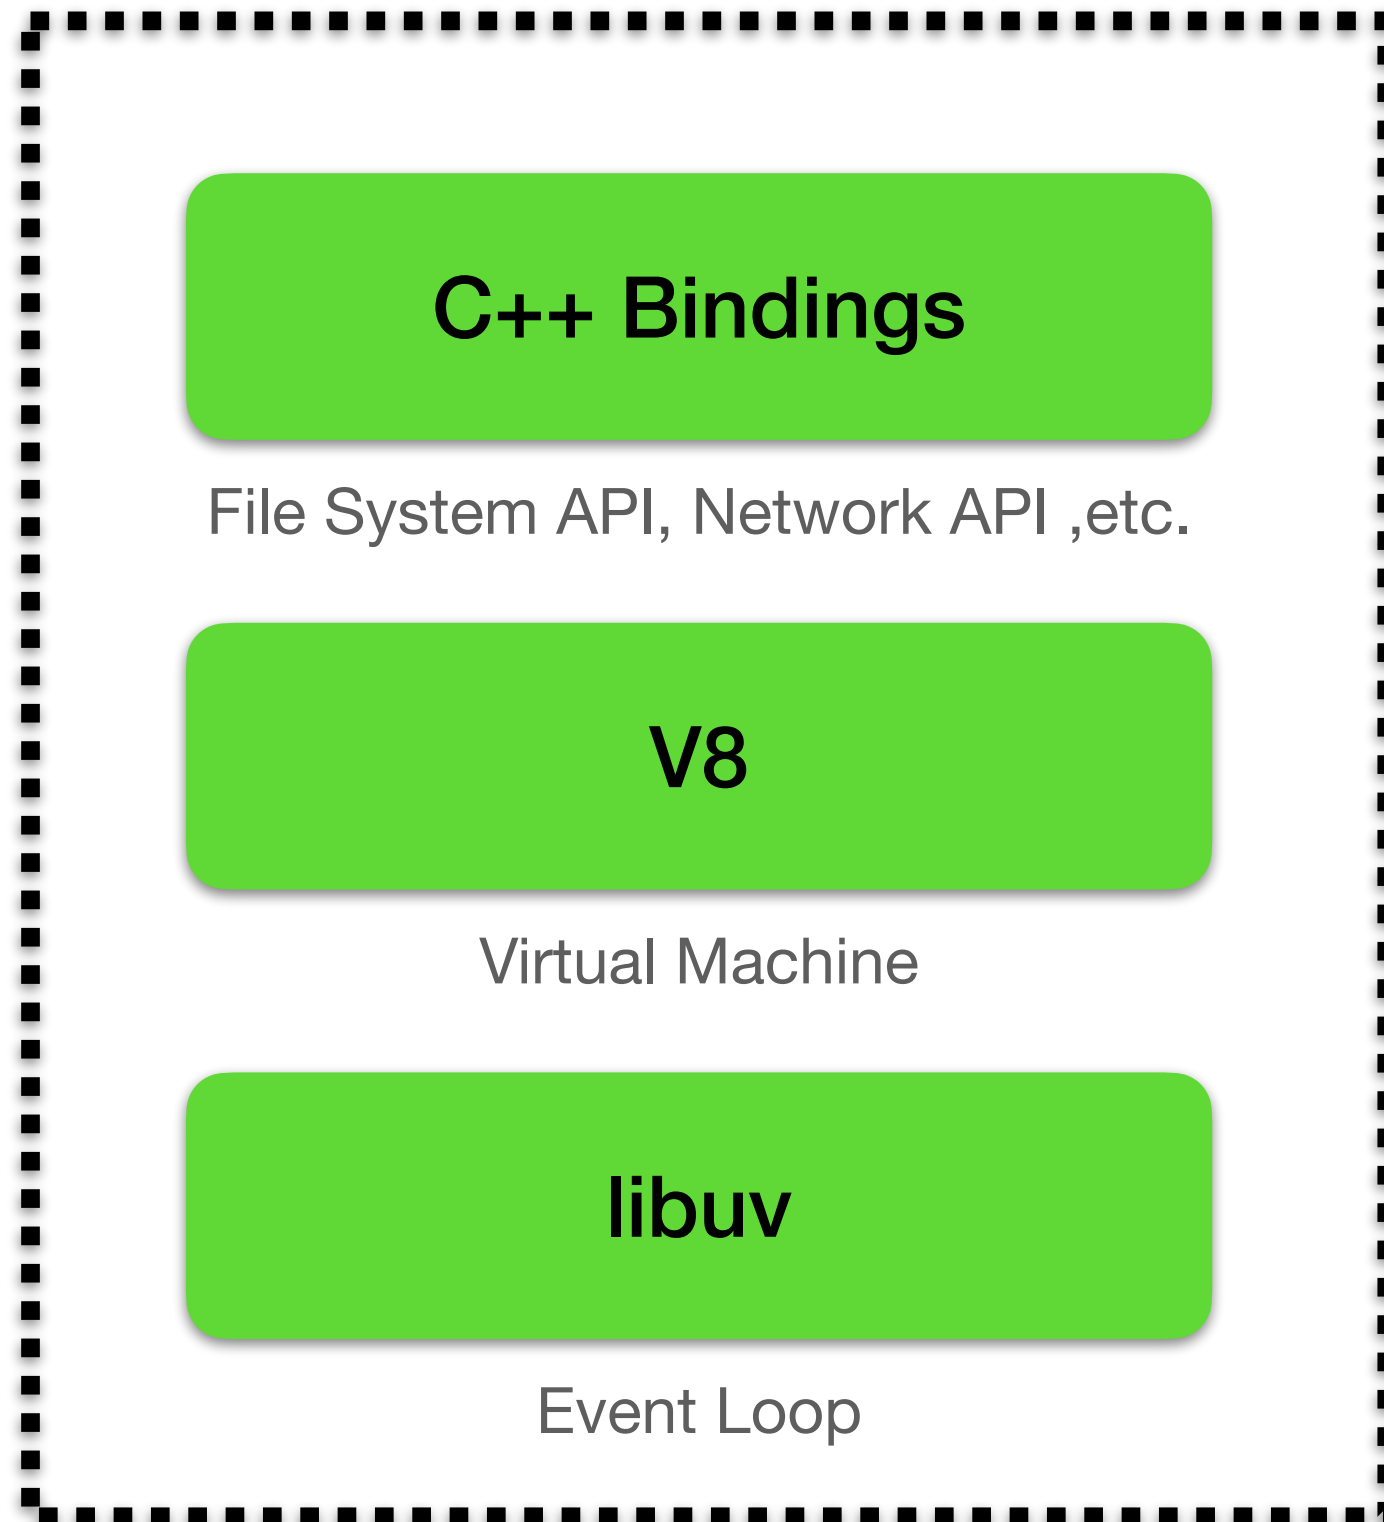 C++ Bindings
File System API, Network API ,etc.
V8
Virtual Machine
libuv
Event Loop